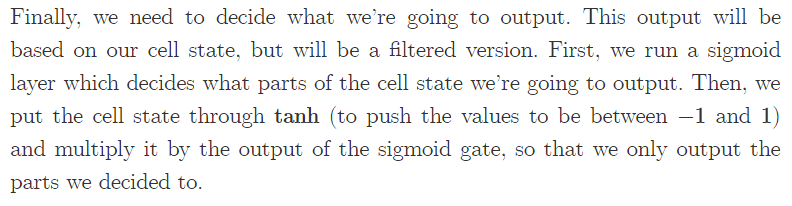 Finally, we need to decide what we're going to output. This output will be
based on our cell state, but will be a filtered version. First, we run a sigmoid
layer which decides what parts of the cell state we're going to output. Then, we
put the cell state through tanh (to push the values to be between −1 and 1)
and multiply it by the output of the sigmoid gate, so that we only output the
parts we decided to.